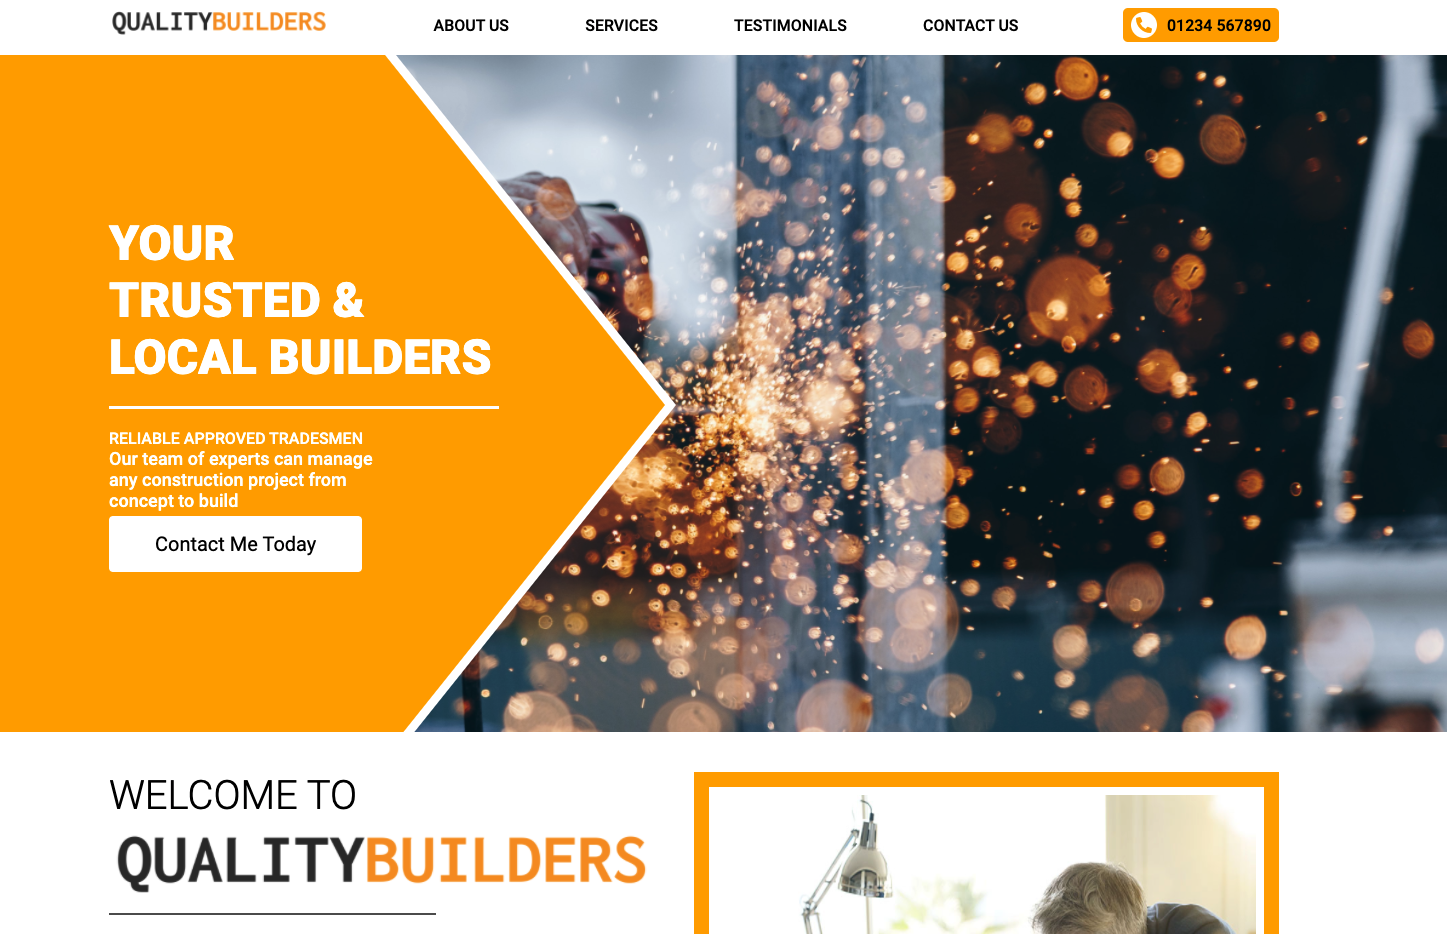 QUALITYBUILDERS
ABOUT US
SERVICES
TESTIMONIALS
CONTACT US
01234 567890
YOUR
TRUSTED &
LOCAL BUILDERS
RELIABLE APPROVED TRADESMEN
Our team of experts can manage
any construction project from
concept to build
Contact Me Today
WELCOME TO
QUALITYBUILDERS